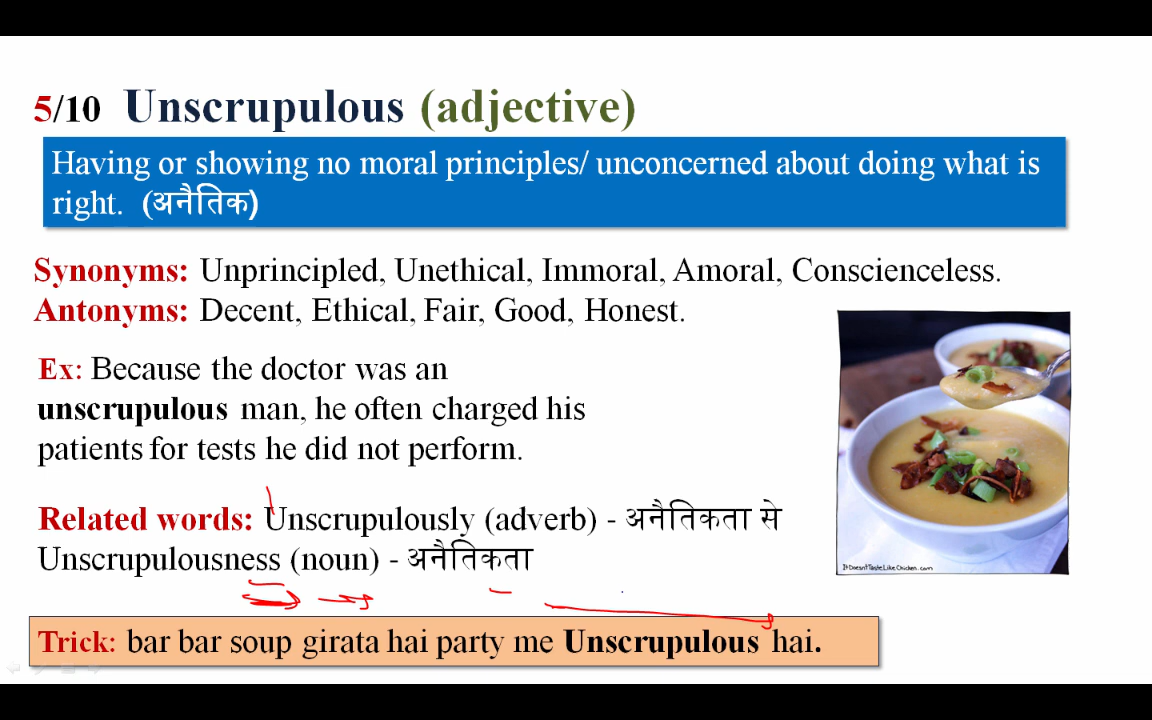 5/10 Unscrupulous (adjective)
Having or showing no moral principles/ unconcerned about doing what is
right. (अनैतिक)
Synonyms: Unprincipled, Unethical, Immoral, Amoral, Conscienceless.
Antonyms: Decent, Ethical, Fair, Good, Honest.
Ex: Because the doctor was an
unscrupulous man, he often charged his
patients for tests he did not perform.
Related words: Unscrupulously (adverb) - अनैतिकता से
Unscrupulousness (noun) - अनैतिकता
ItDoesntTasteLikeChicken.com
Trick: bar bar soup girata hai party me Unscrupulous hai.